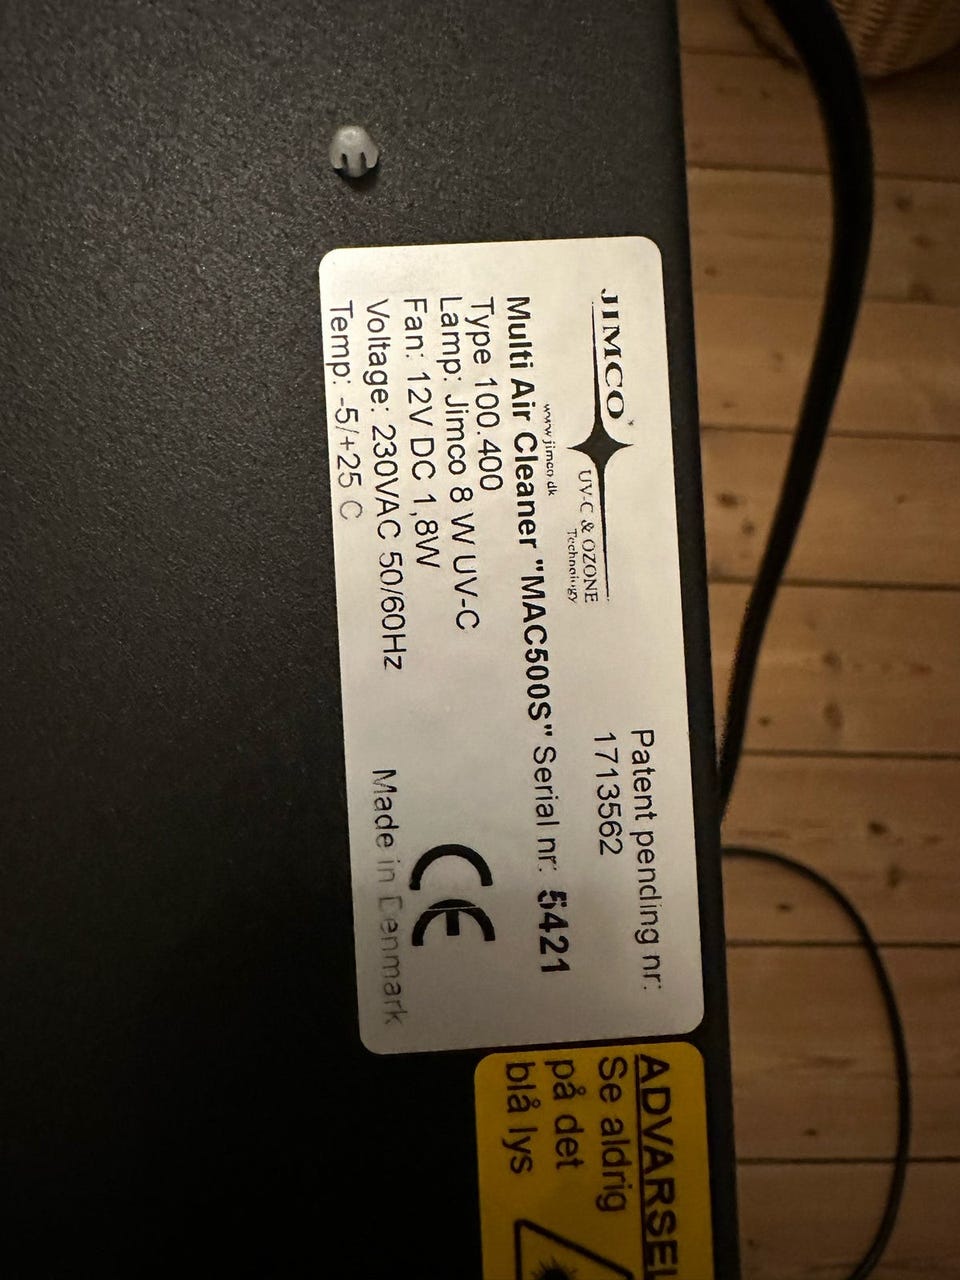 JIMCO®
UV-C & OZONE
Technology
www.jimco.dk
Patent pending nr:
1713562
Multi Air Cleaner "MAC500S" Serial nr: 5421
Type 100.400
Lamp: Jimco 8 W UV-C
Fan: 12V DC 1,8W
Voltage: 230VAC 50/60Hz
Temp: -5/+25 C
CE
Made in Denmark
ADVARSEL
Se aldrig
på det
blå lys